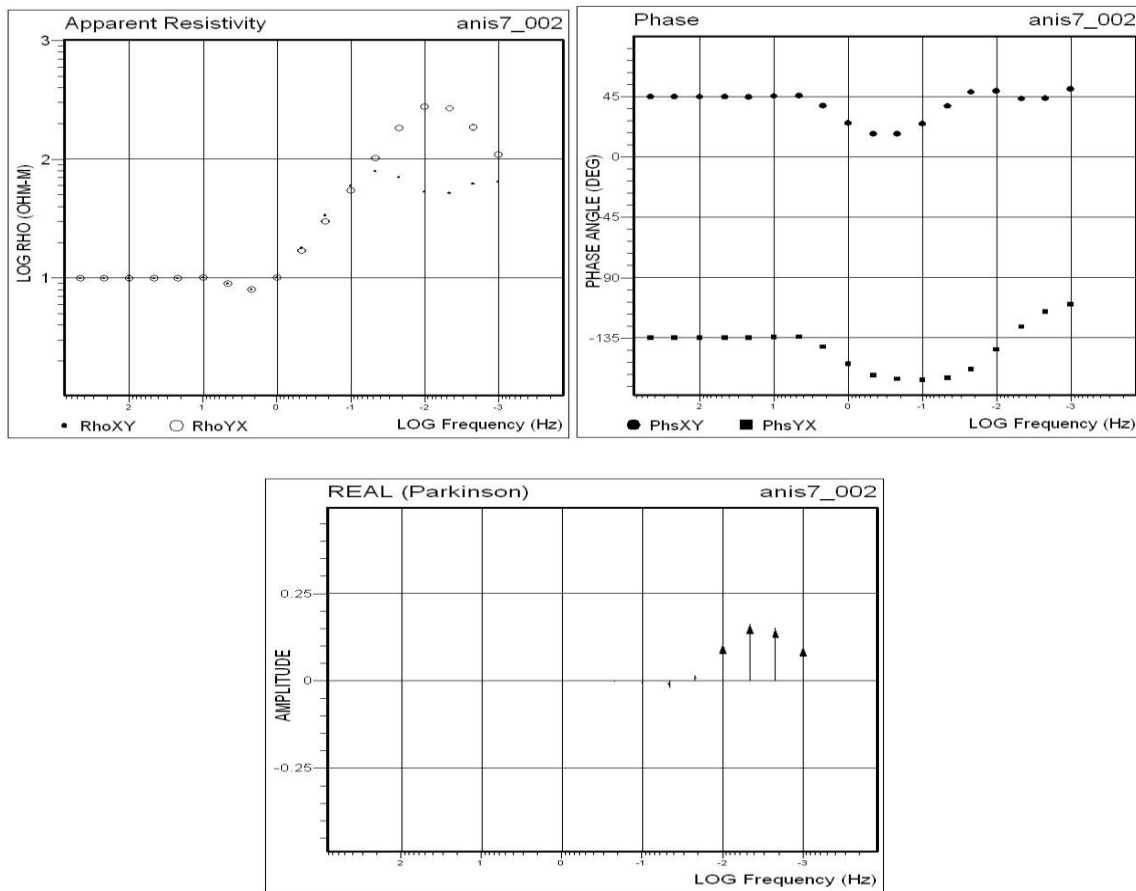 Apparent Resistivity anis7_002
3
2
1
LOG RHO (OHM-M)
2 1 0 -1 -2 -3
LOG Frequency (Hz)
RhoXY RhoYX
Phase anis7_002
45
0
-45
-90
-135
PHASE ANGLE (DEG)
2 1 0 -1 -2 -3
LOG Frequency (Hz)
PhsXY PhsYX
REAL (Parkinson) anis7_002
0.25
0
-0.25
AMPLITUDE
2 1 0 -1 -2 -3
LOG Frequency (Hz)